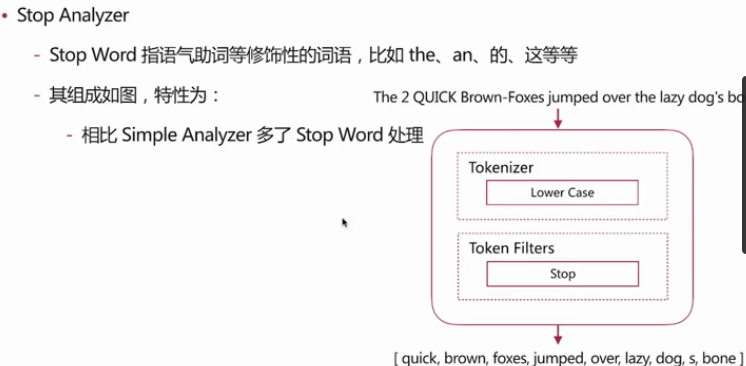 • Stop Analyzer
- Stop Word 指语气助词等修饰性的词语，比如 the、an、的、这等等
- 其组成如图，特性为：
The 2 QUICK Brown-Foxes jumped over the lazy dog's bo
- 相比 Simple Analyzer 多了 Stop Word 处理
Tokenizer
Lower Case
Token Filters
Stop
[ quick, brown, foxes, jumped, over, lazy, dog, s, bone ]